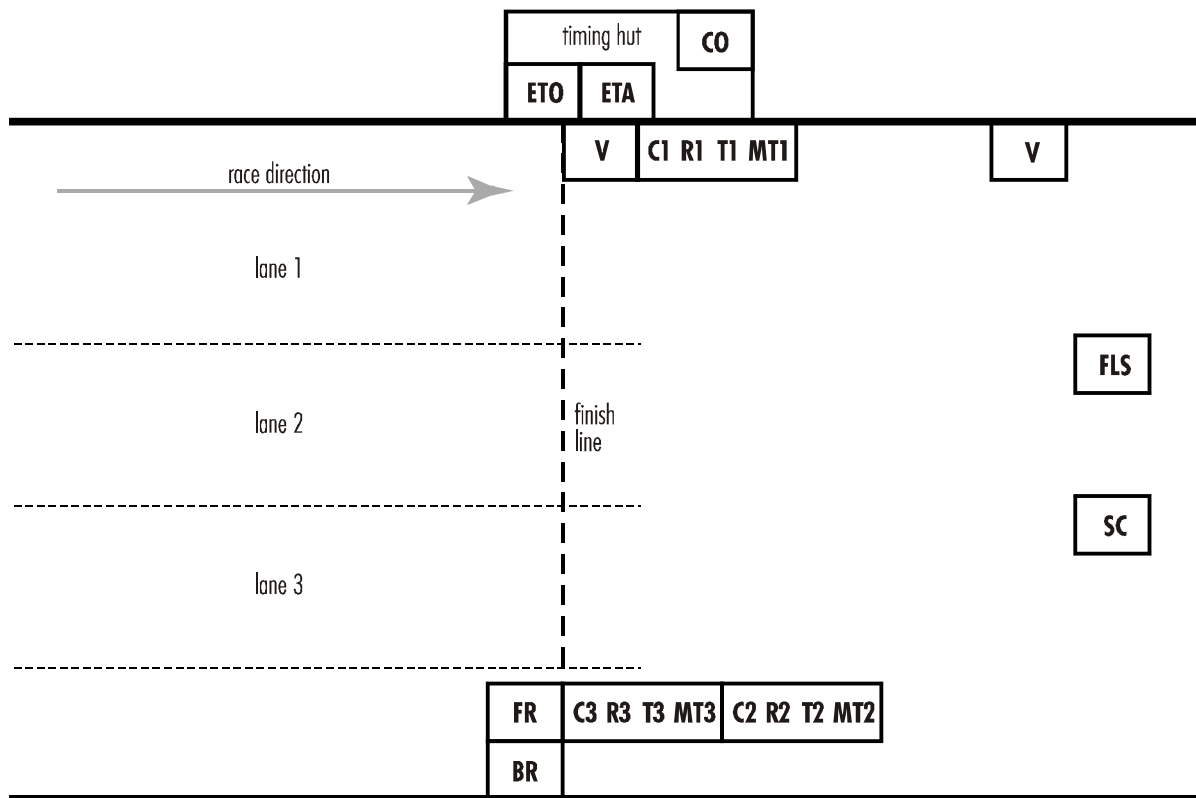 timing hut
CO
ETO ETA
V C1 R1 T1 MT1 V
race direction
lane 1
FLS
lane 2
finish
line
SC
lane 3
FR C3 R3 T3 MT3 C2 R2 T2 MT2
BR